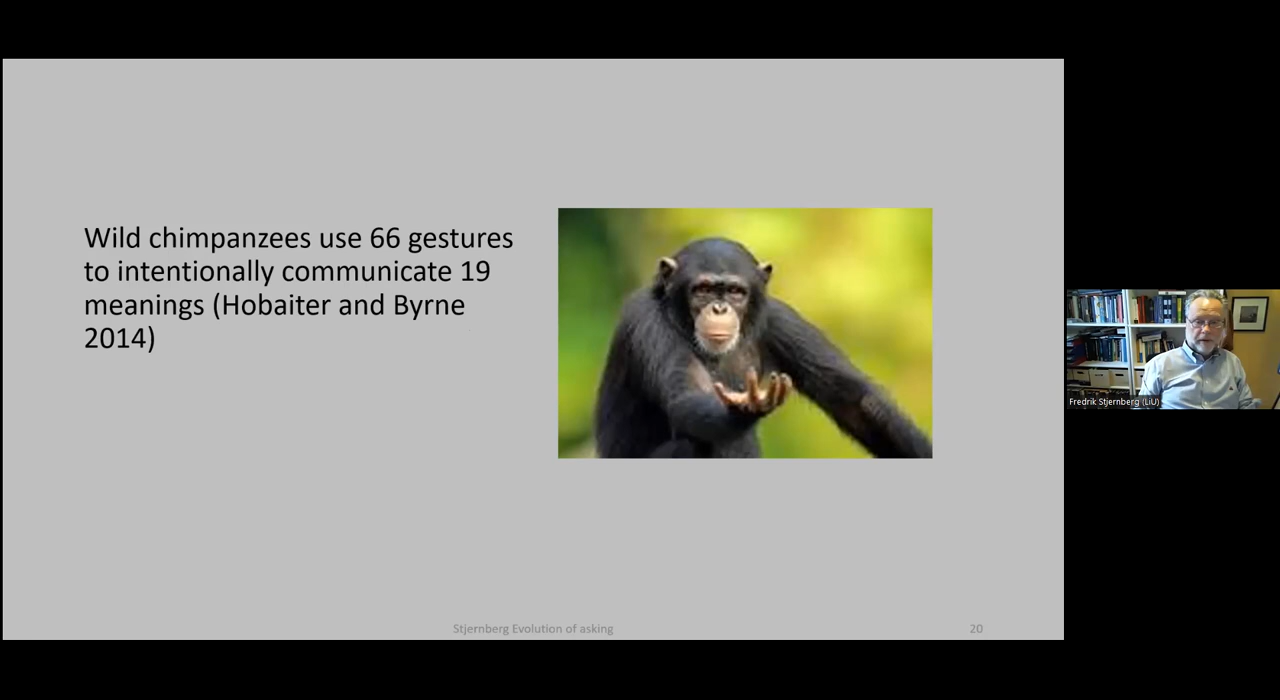 Wild chimpanzees use 66 gestures
to intentionally communicate 19
meanings (Hobaiter and Byrne
2014)
Fredrik Stjernberg (LiU)
Stjernberg Evolution of asking
20